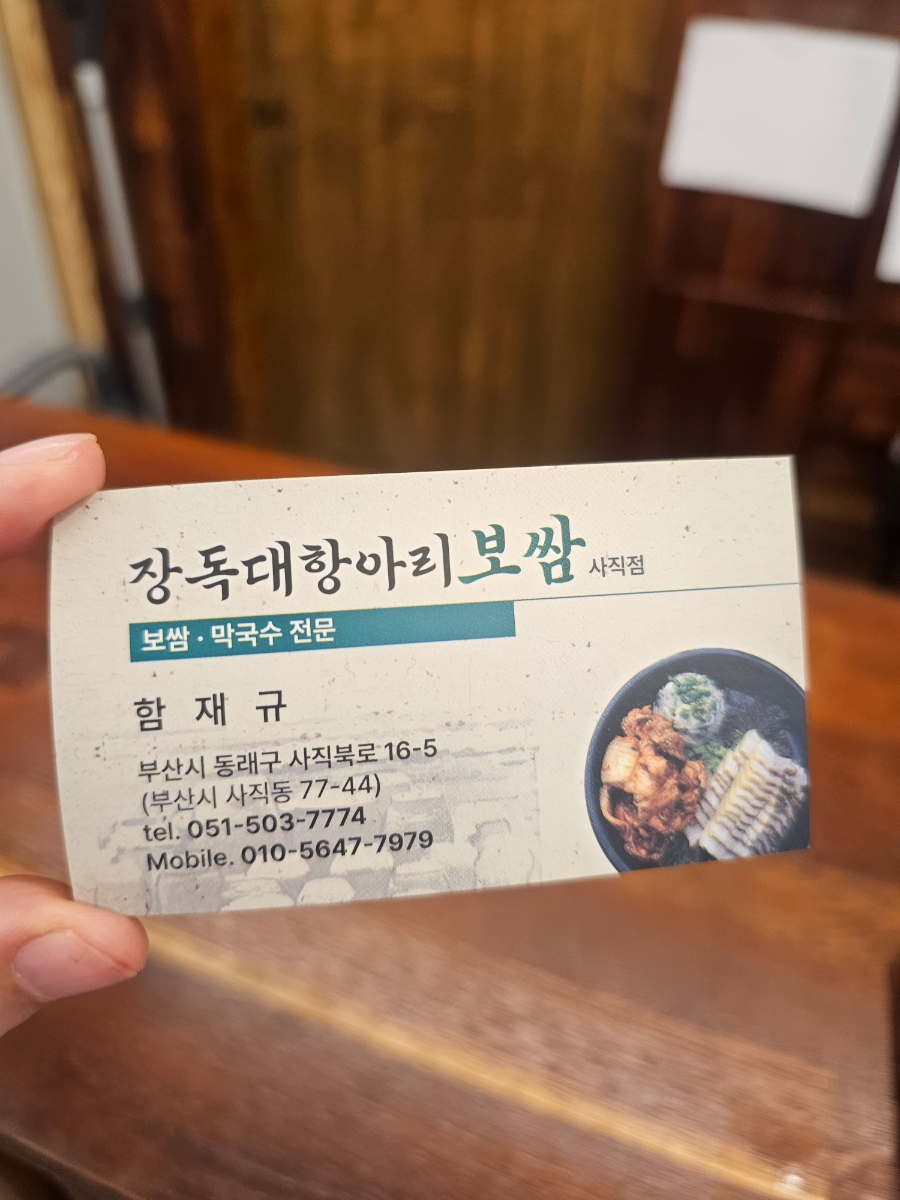 장독대항아리보쌈 사직점
보쌈 · 막국수 전문
함 재 규
부산시 동래구 사직북로 16-5
(부산시 사직동 77-44)
tel. 051-503-7774
Mobile. 010-5647-7979